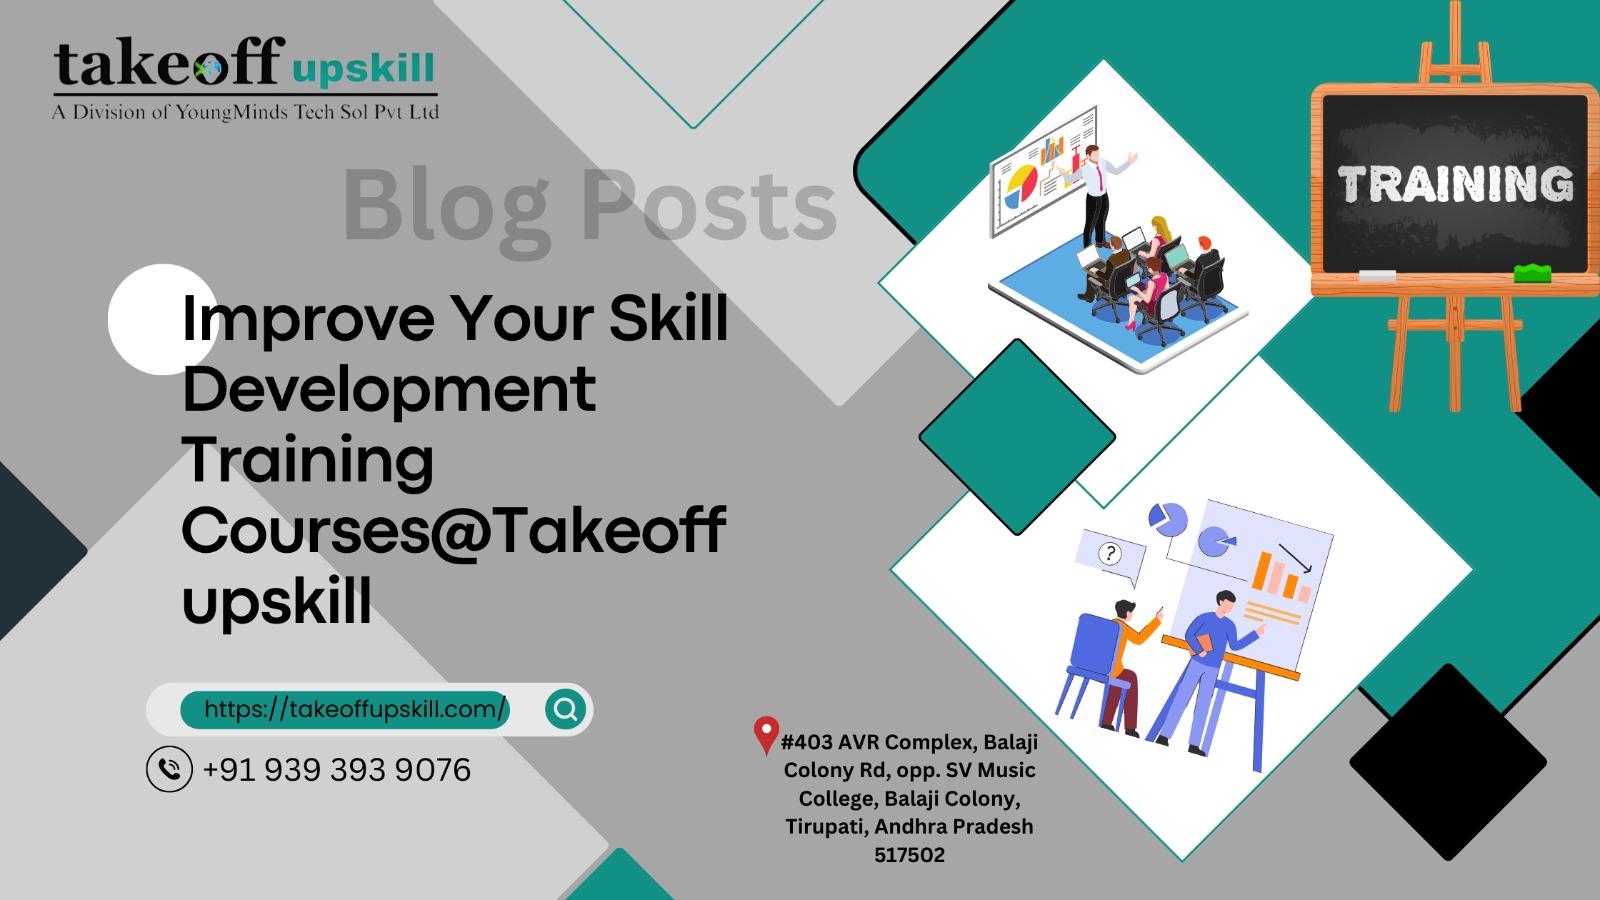 takeoff upskill
A Division of YoungMinds Tech Sol Pvt Ltd
Blog Posts
Improve Your Skill
Development
Training
Courses@Takeoff
upskill
https://takeoffupskill.com/
+91 939 393 9076
#403 AVR Complex, Balaji
Colony Rd, opp. SV Music
College, Balaji Colony,
Tirupati, Andhra Pradesh
517502
TRAINING
?